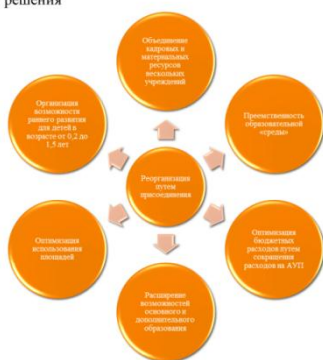 решения
Объединение
кадровых и
материальных
ресурсов
нескольких
учреждений
Организация
возможности
раннего развития
для детей в
возрасте от 0,2 до
1,5 лет
Преемственность
образовательной
«среды»
Реорганизация
путем
присоединения
Оптимизация
использования
площадей
Оптимизация
бюджетных
расходов путем
сокращения
расходов на АУП
Расширение
возможностей
основного и
дополнительного
образования